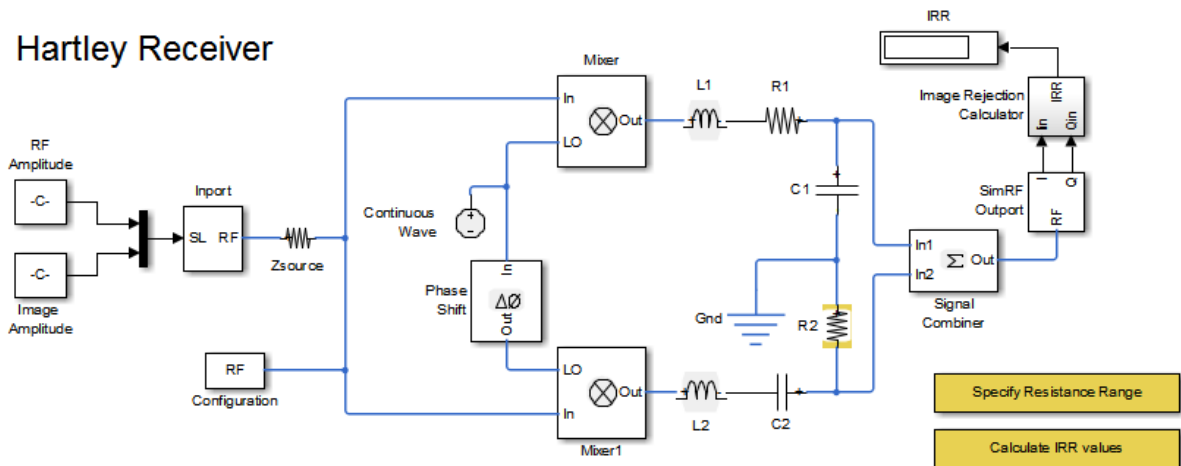 Hartley Receiver
IRR
Mixer
In
Out
LO
L1
R1
Image Rejection
Calculator
IRR
Iin
Qin
RF
Amplitude
-C-
Inport
SL RF
Zsource
Continuous
Wave
C1
SimRF
Outport
I
Q
RF
-C-
Image
Amplitude
Phase
Shift
In
ΔØ
Out
Gnd
R2
In1
In2
Σ Out
Signal
Combiner
RF
Configuration
LO
Out
In
Mixer1
L2
C2
Specify Resistance Range
Calculate IRR values